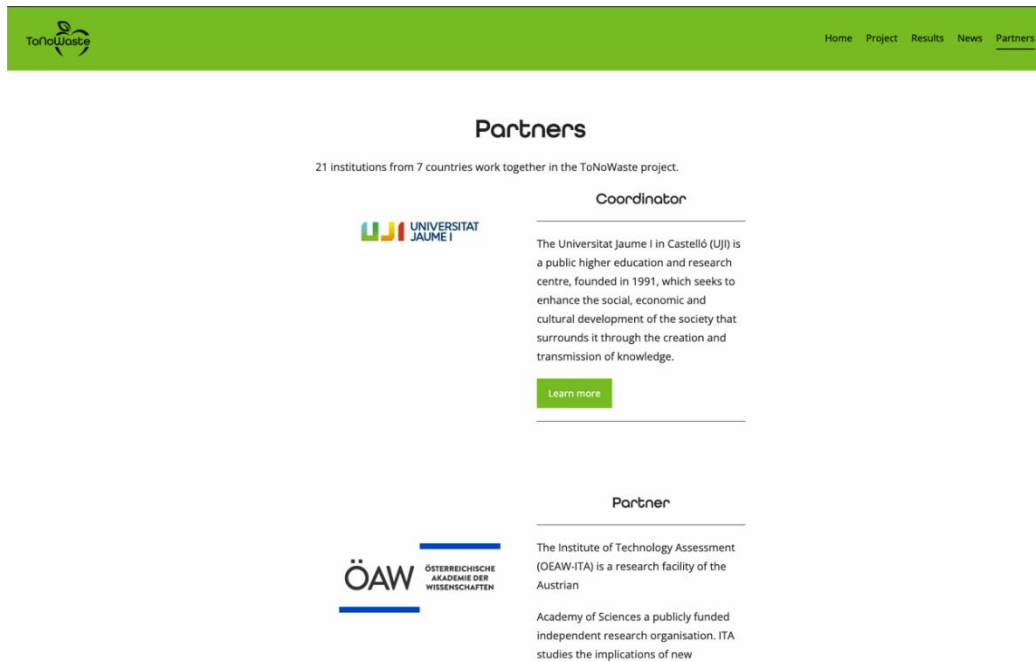 ToNoWaste
Home Project Results News Partners
Partners
21 institutions from 7 countries work together in the ToNoWaste project.
UJI UNIVERSITAT
JAUME I
Coordinator
The Universitat Jaume I in Castelló (UJI) is
a public higher education and research
centre, founded in 1991, which seeks to
enhance the social, economic and
cultural development of the society that
surrounds it through the creation and
transmission of knowledge.
Learn more
ÖAW ÖSTERREICHISCHE
AKADEMIE DER
WISSENSCHAFTEN
Partner
The Institute of Technology Assessment
(OEAW-ITA) is a research facility of the
Austrian
Academy of Sciences a publicly funded
independent research organisation. ITA
studies the implications of new